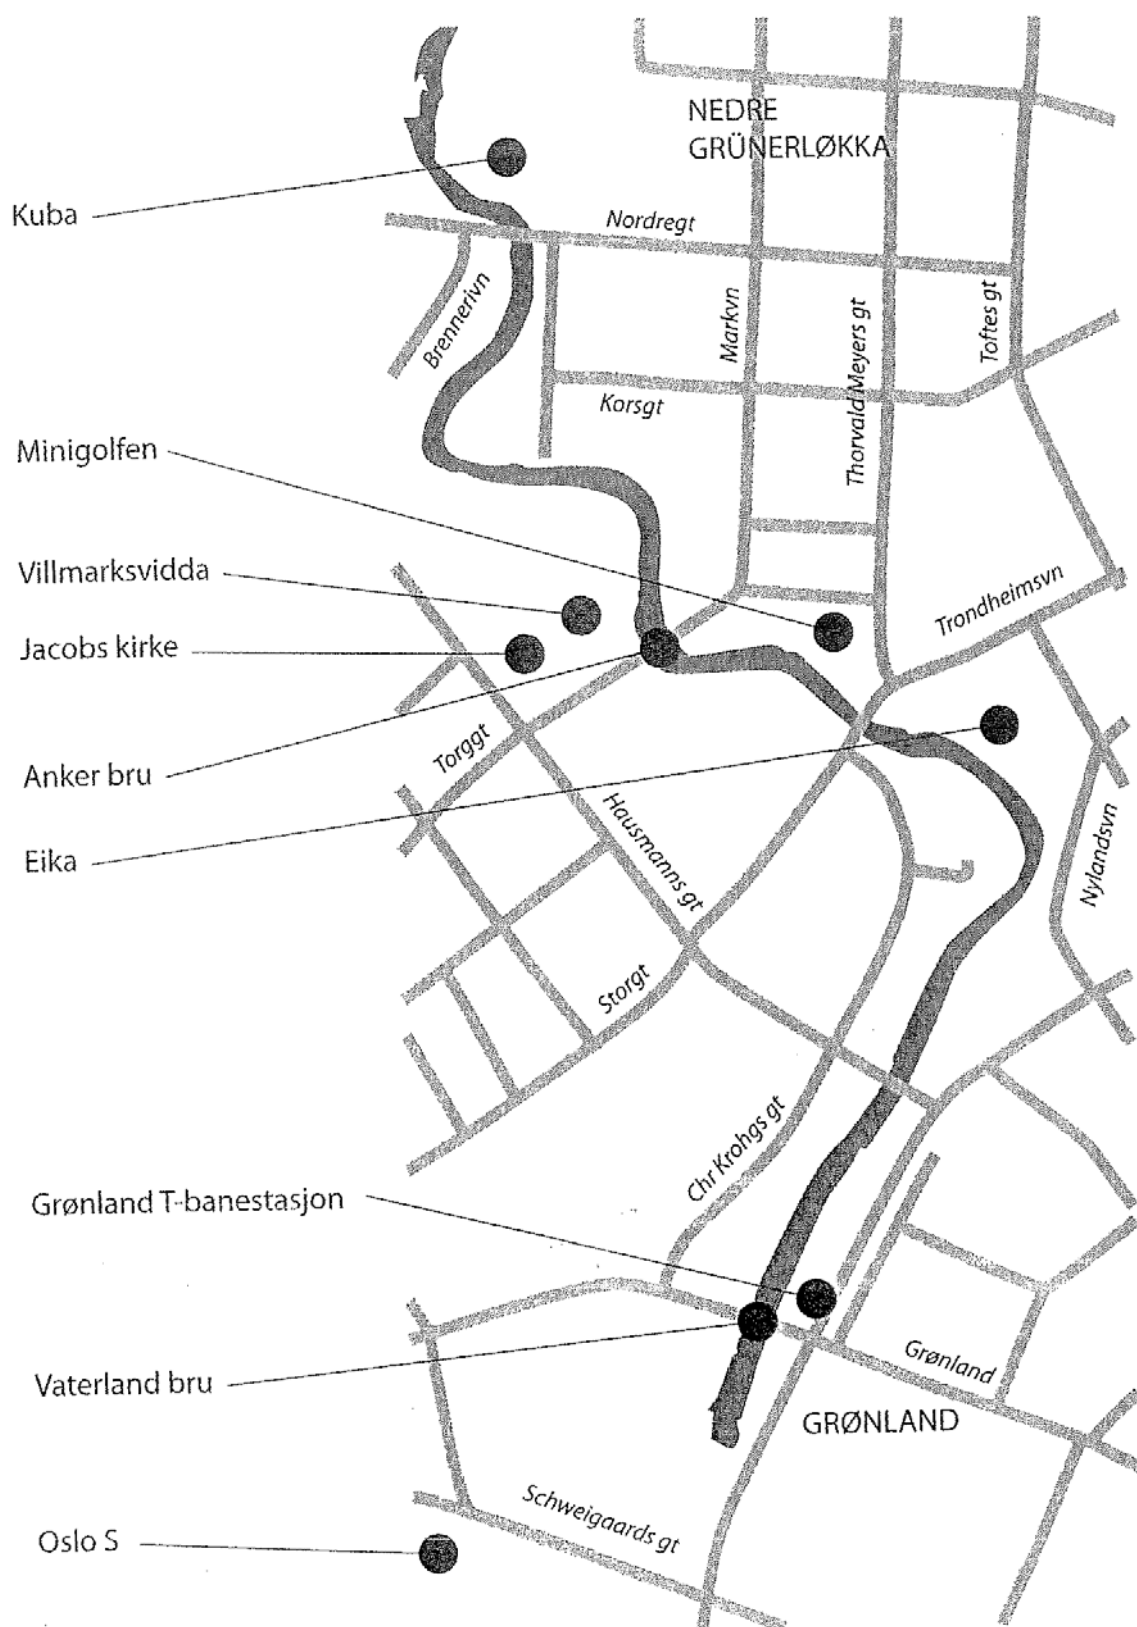 NEDRE
GRÜNERLØKKA
Kuba
Nordregt
Brennerivn
Markvn
Thorvald Meyers gt
Toftes gt
Korsgt
Minigolfen
Villmarksvidda
Trondheimsvn
Jacobs kirke
Torggt
Anker bru
Hausmanns gt
Eika
Nylandsvn
Storgt
Chr Krohgs gt
Grønland T-banestasjon
Grønland
Vaterland bru
GRØNLAND
Schweigaards gt
Oslo S